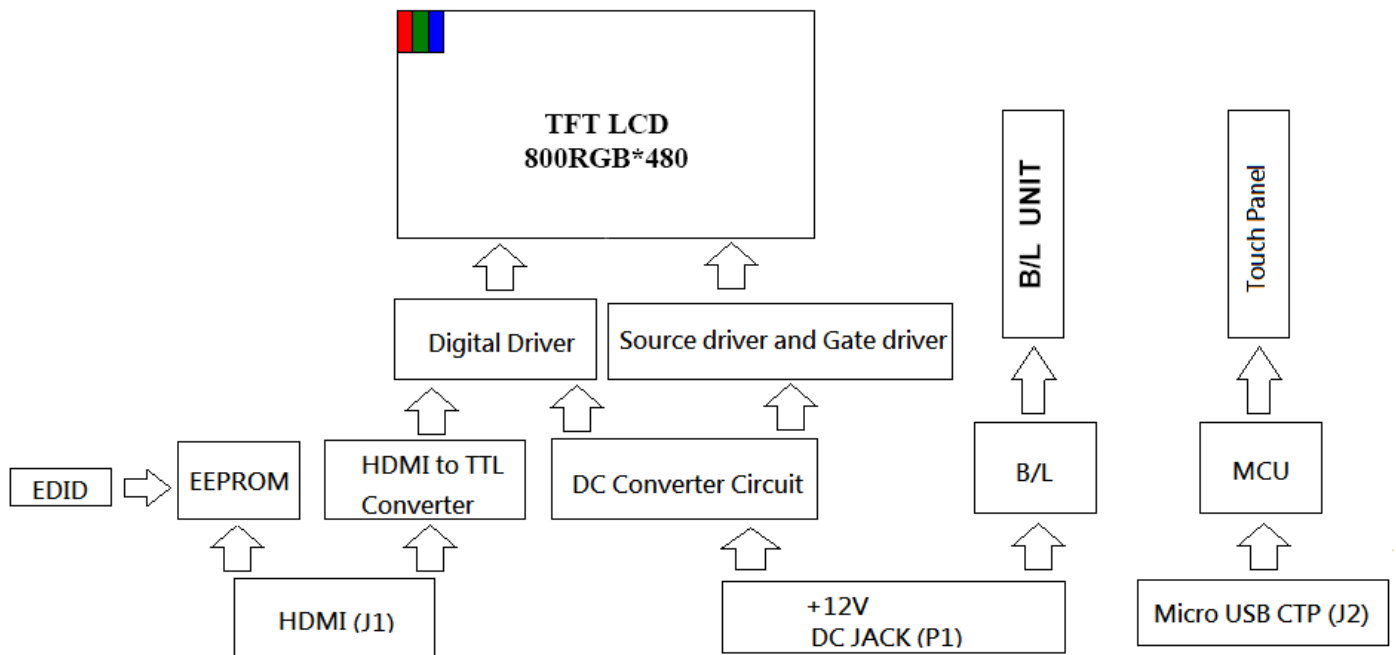 TFT LCD
800RGB*480
B/L UNIT
Touch Panel
Digital Driver
Source driver and Gate driver
EDID
EEPROM
HDMI to TTL
Converter
DC Converter Circuit
B/L
MCU
HDMI (J1)
+12V
DC JACK (P1)
Micro USB CTP (J2)